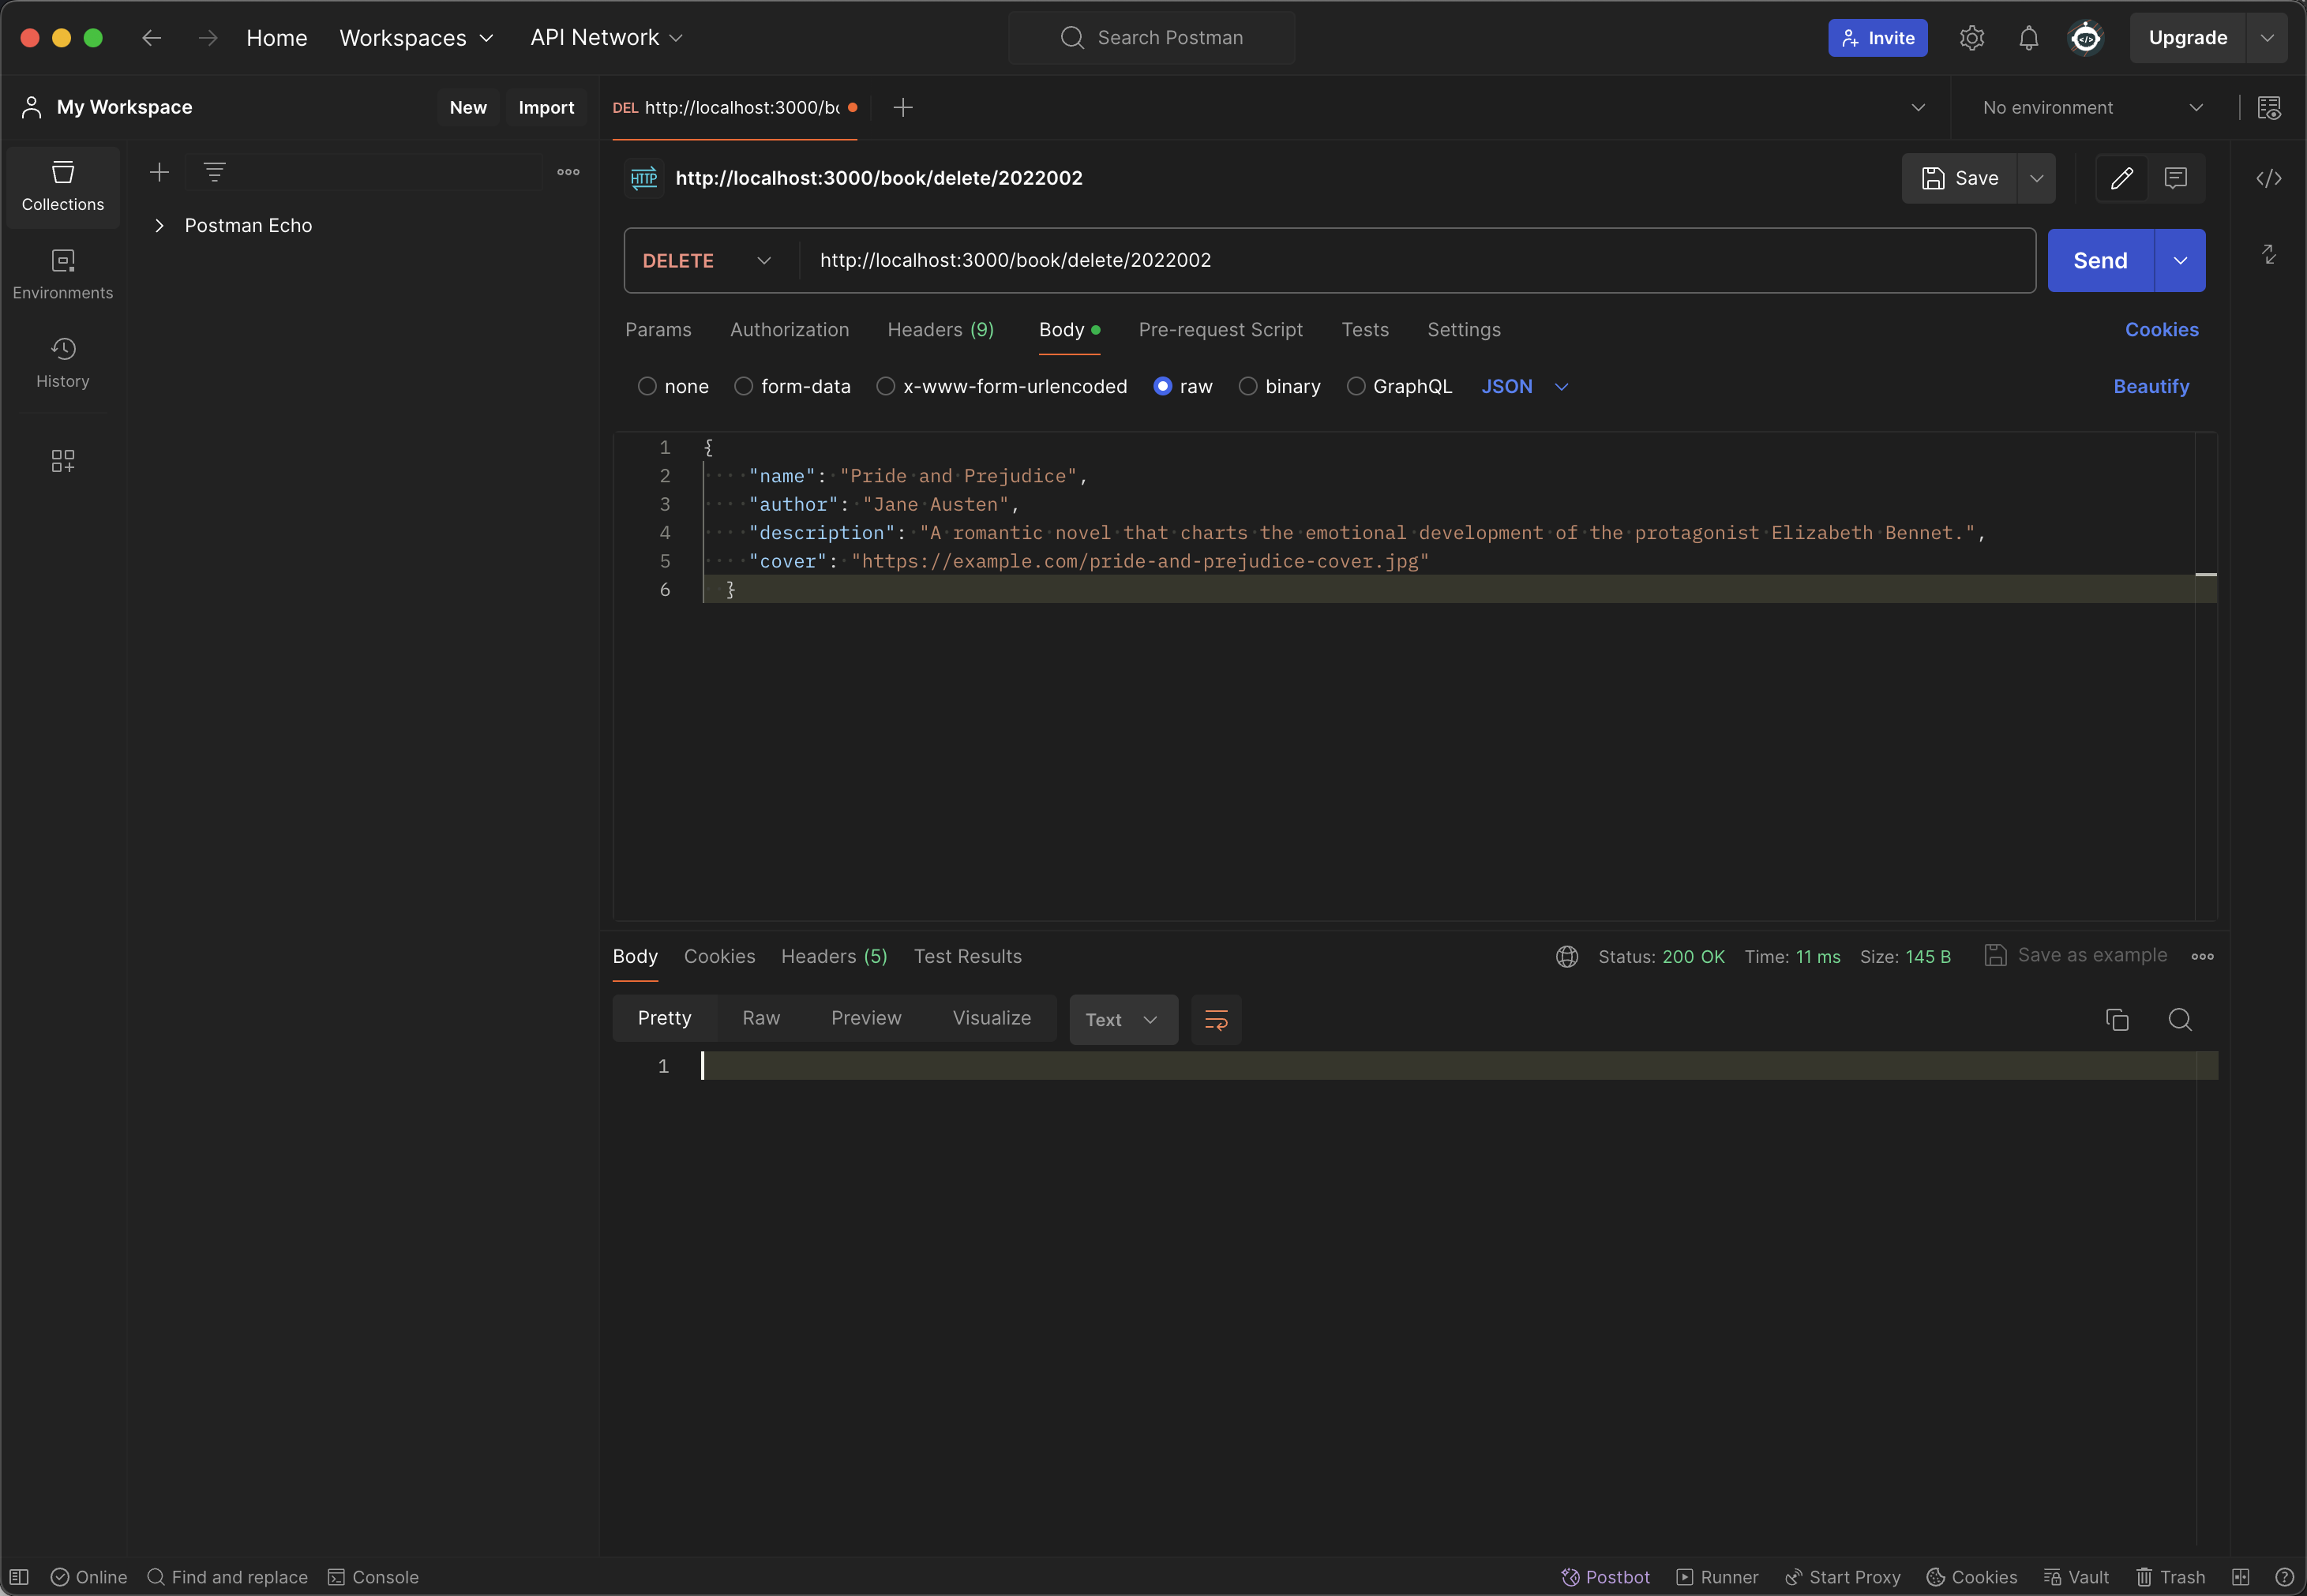 Home Workspaces API Network Search Postman Invite Upgrade
My Workspace New Import DEL http://localhost:3000/b No environment
Collections
Environments
History
Postman Echo
HTTP http://localhost:3000/book/delete/2022002 Save
DELETE http://localhost:3000/book/delete/2022002 Send
Params Authorization Headers (9) Body Pre-request Script Tests Settings Cookies
none form-data x-www-form-urlencoded raw binary GraphQL JSON Beautify
1 {
2 "name": "Pride and Prejudice",
3 "author": "Jane Austen",
4 "description": "A romantic novel that charts the emotional development of the protagonist Elizabeth Bennet.",
5 "cover": "https://example.com/pride-and-prejudice-cover.jpg"
6 }
Body Cookies Headers (5) Test Results Status: 200 OK Time: 11 ms Size: 145 B Save as example
Pretty Raw Preview Visualize Text
1
Online Find and replace Console Postbot Runner Start Proxy Cookies Vault Trash